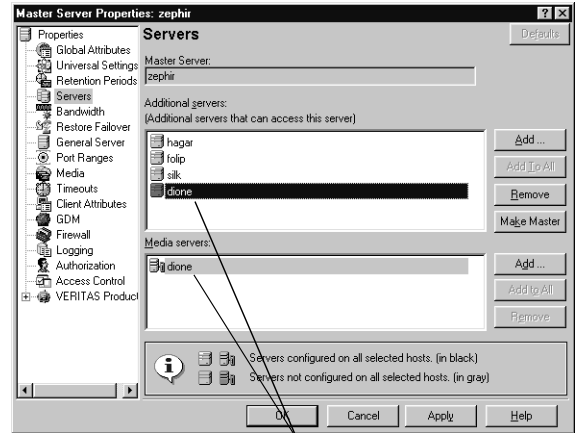 Master Server Properties: zephir
Properties
Global Attributes
Universal Settings
Retention Periods
Servers
Bandwidth
Restore Failover
General Server
Port Ranges
Media
Timeouts
Client Attributes
GDM
Firewall
Logging
Authorization
Access Control
VERITAS Product
Servers
Defaults
Master Server:
zephir
Additional servers:
(Additional servers that can access this server)
hagar
folip
silk
dione
Add ...
Add To All
Remove
Make Master
Media servers:
dione
Add ...
Add to All
Remove
Servers configured on all selected hosts. (in black)
Servers not configured on all selected hosts. (in gray)
OK
Cancel
Apply
Help